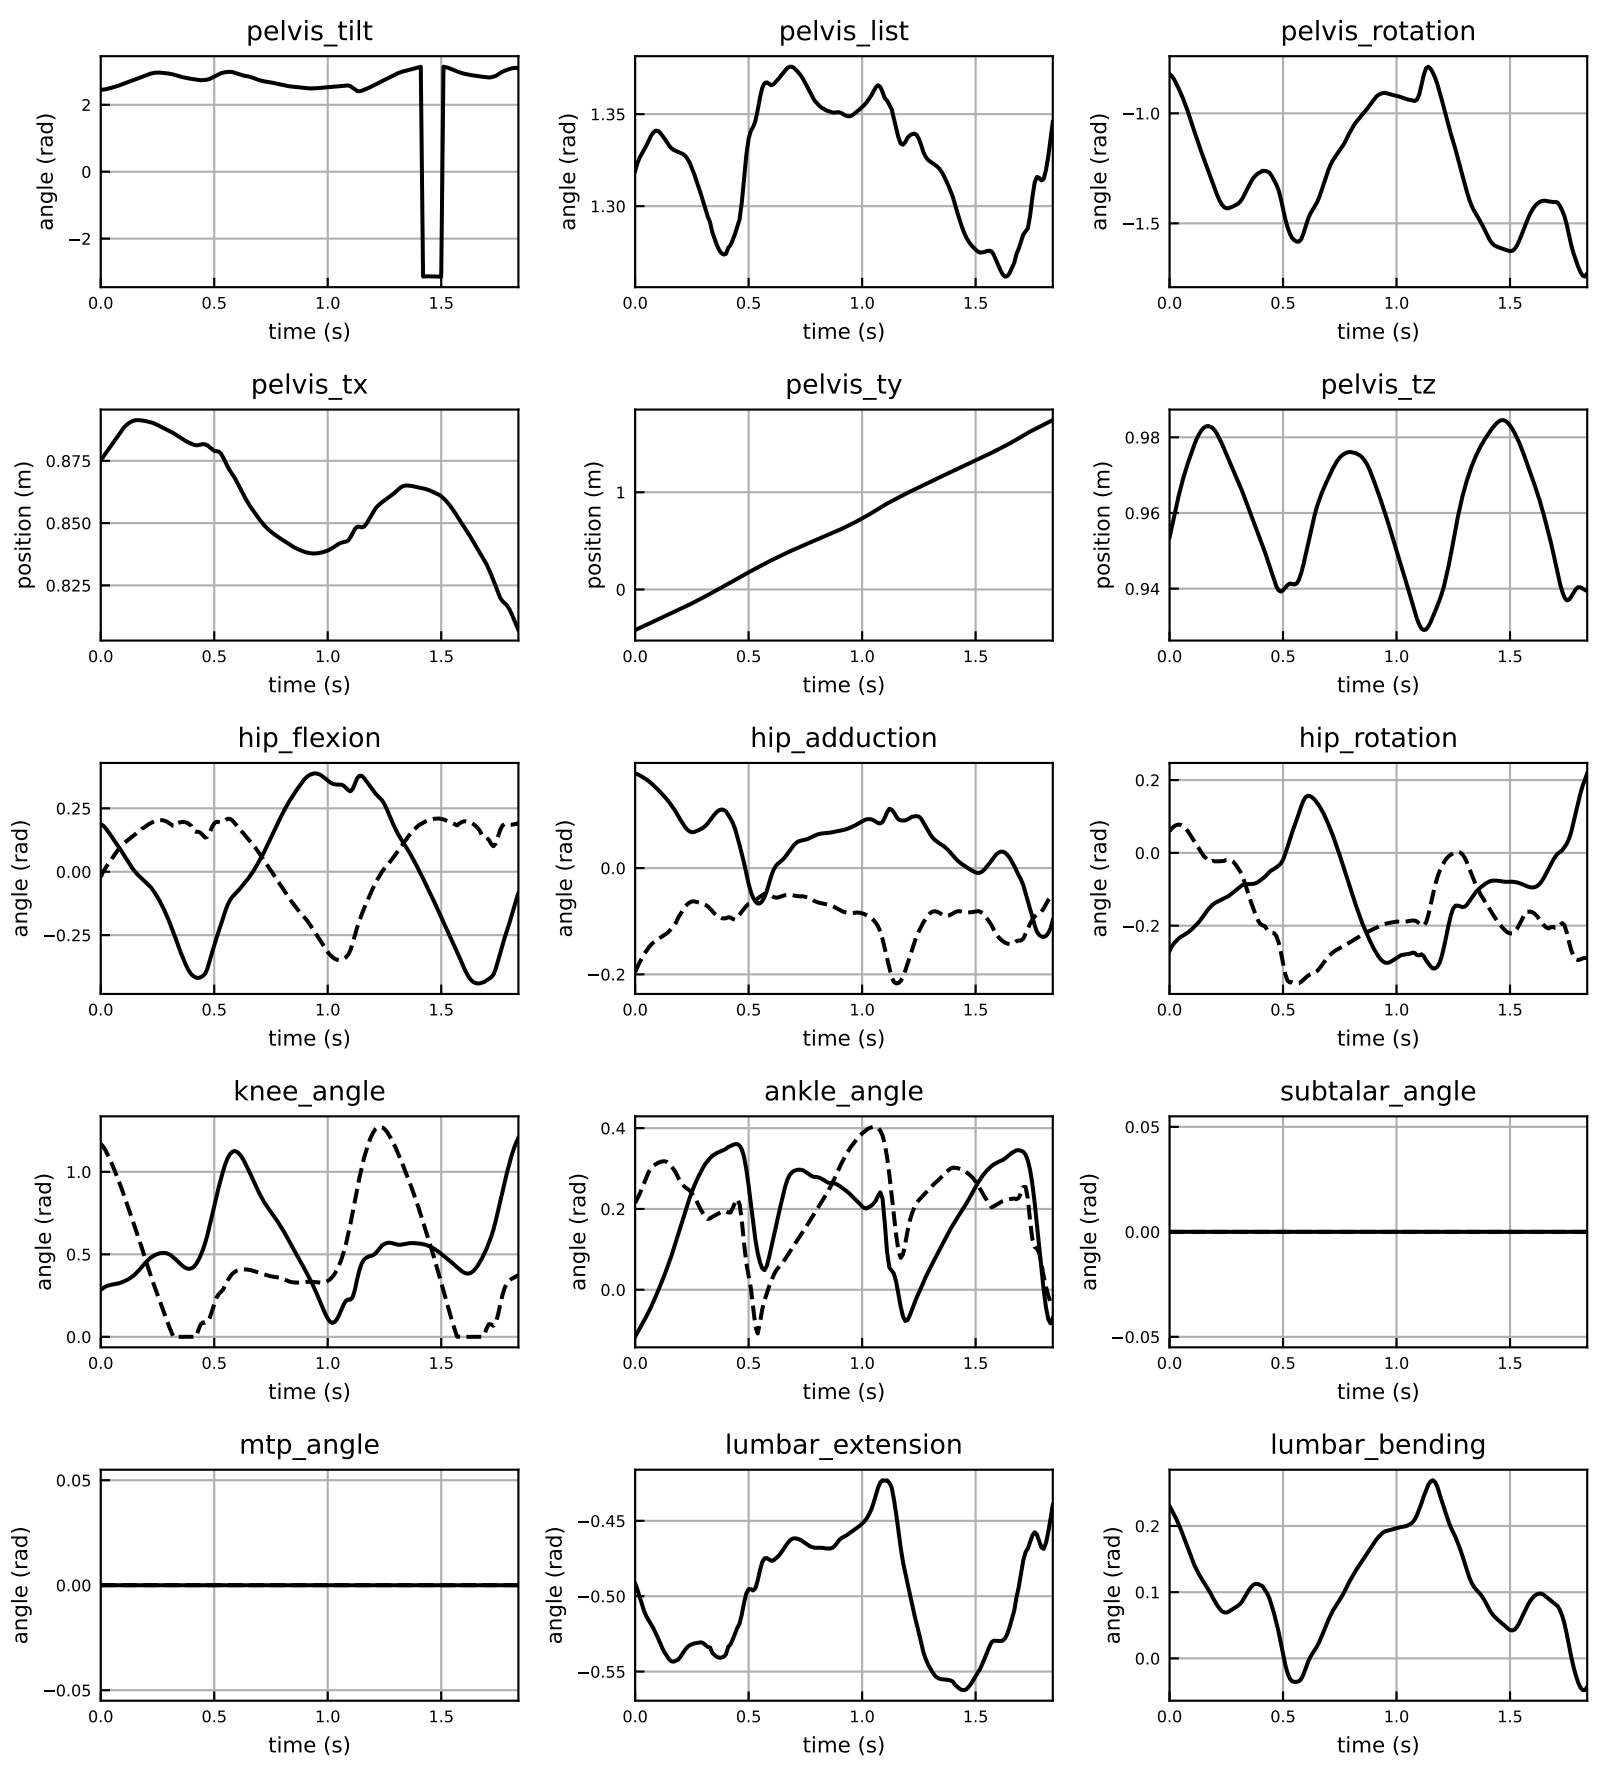 pelvis_tilt
angle (rad)
2
0
−2
0.0 0.5 1.0 1.5
time (s)
pelvis_list
angle (rad)
1.35
1.30
0.0 0.5 1.0 1.5
time (s)
pelvis_rotation
angle (rad)
−1.0
−1.5
0.0 0.5 1.0 1.5
time (s)
pelvis_tx
position (m)
0.875
0.850
0.825
0.0 0.5 1.0 1.5
time (s)
pelvis_ty
position (m)
1
0
0.0 0.5 1.0 1.5
time (s)
pelvis_tz
position (m)
0.98
0.96
0.94
0.0 0.5 1.0 1.5
time (s)
hip_flexion
angle (rad)
0.25
0.00
−0.25
0.0 0.5 1.0 1.5
time (s)
hip_adduction
angle (rad)
0.0
−0.2
0.0 0.5 1.0 1.5
time (s)
hip_rotation
angle (rad)
0.2
0.0
−0.2
0.0 0.5 1.0 1.5
time (s)
knee_angle
angle (rad)
1.0
0.5
0.0
0.0 0.5 1.0 1.5
time (s)
ankle_angle
angle (rad)
0.4
0.2
0.0
0.0 0.5 1.0 1.5
time (s)
subtalar_angle
angle (rad)
0.05
0.00
−0.05
0.0 0.5 1.0 1.5
time (s)
mtp_angle
angle (rad)
0.05
0.00
−0.05
0.0 0.5 1.0 1.5
time (s)
lumbar_extension
angle (rad)
−0.45
−0.50
−0.55
0.0 0.5 1.0 1.5
time (s)
lumbar_bending
angle (rad)
0.2
0.1
0.0
0.0 0.5 1.0 1.5
time (s)